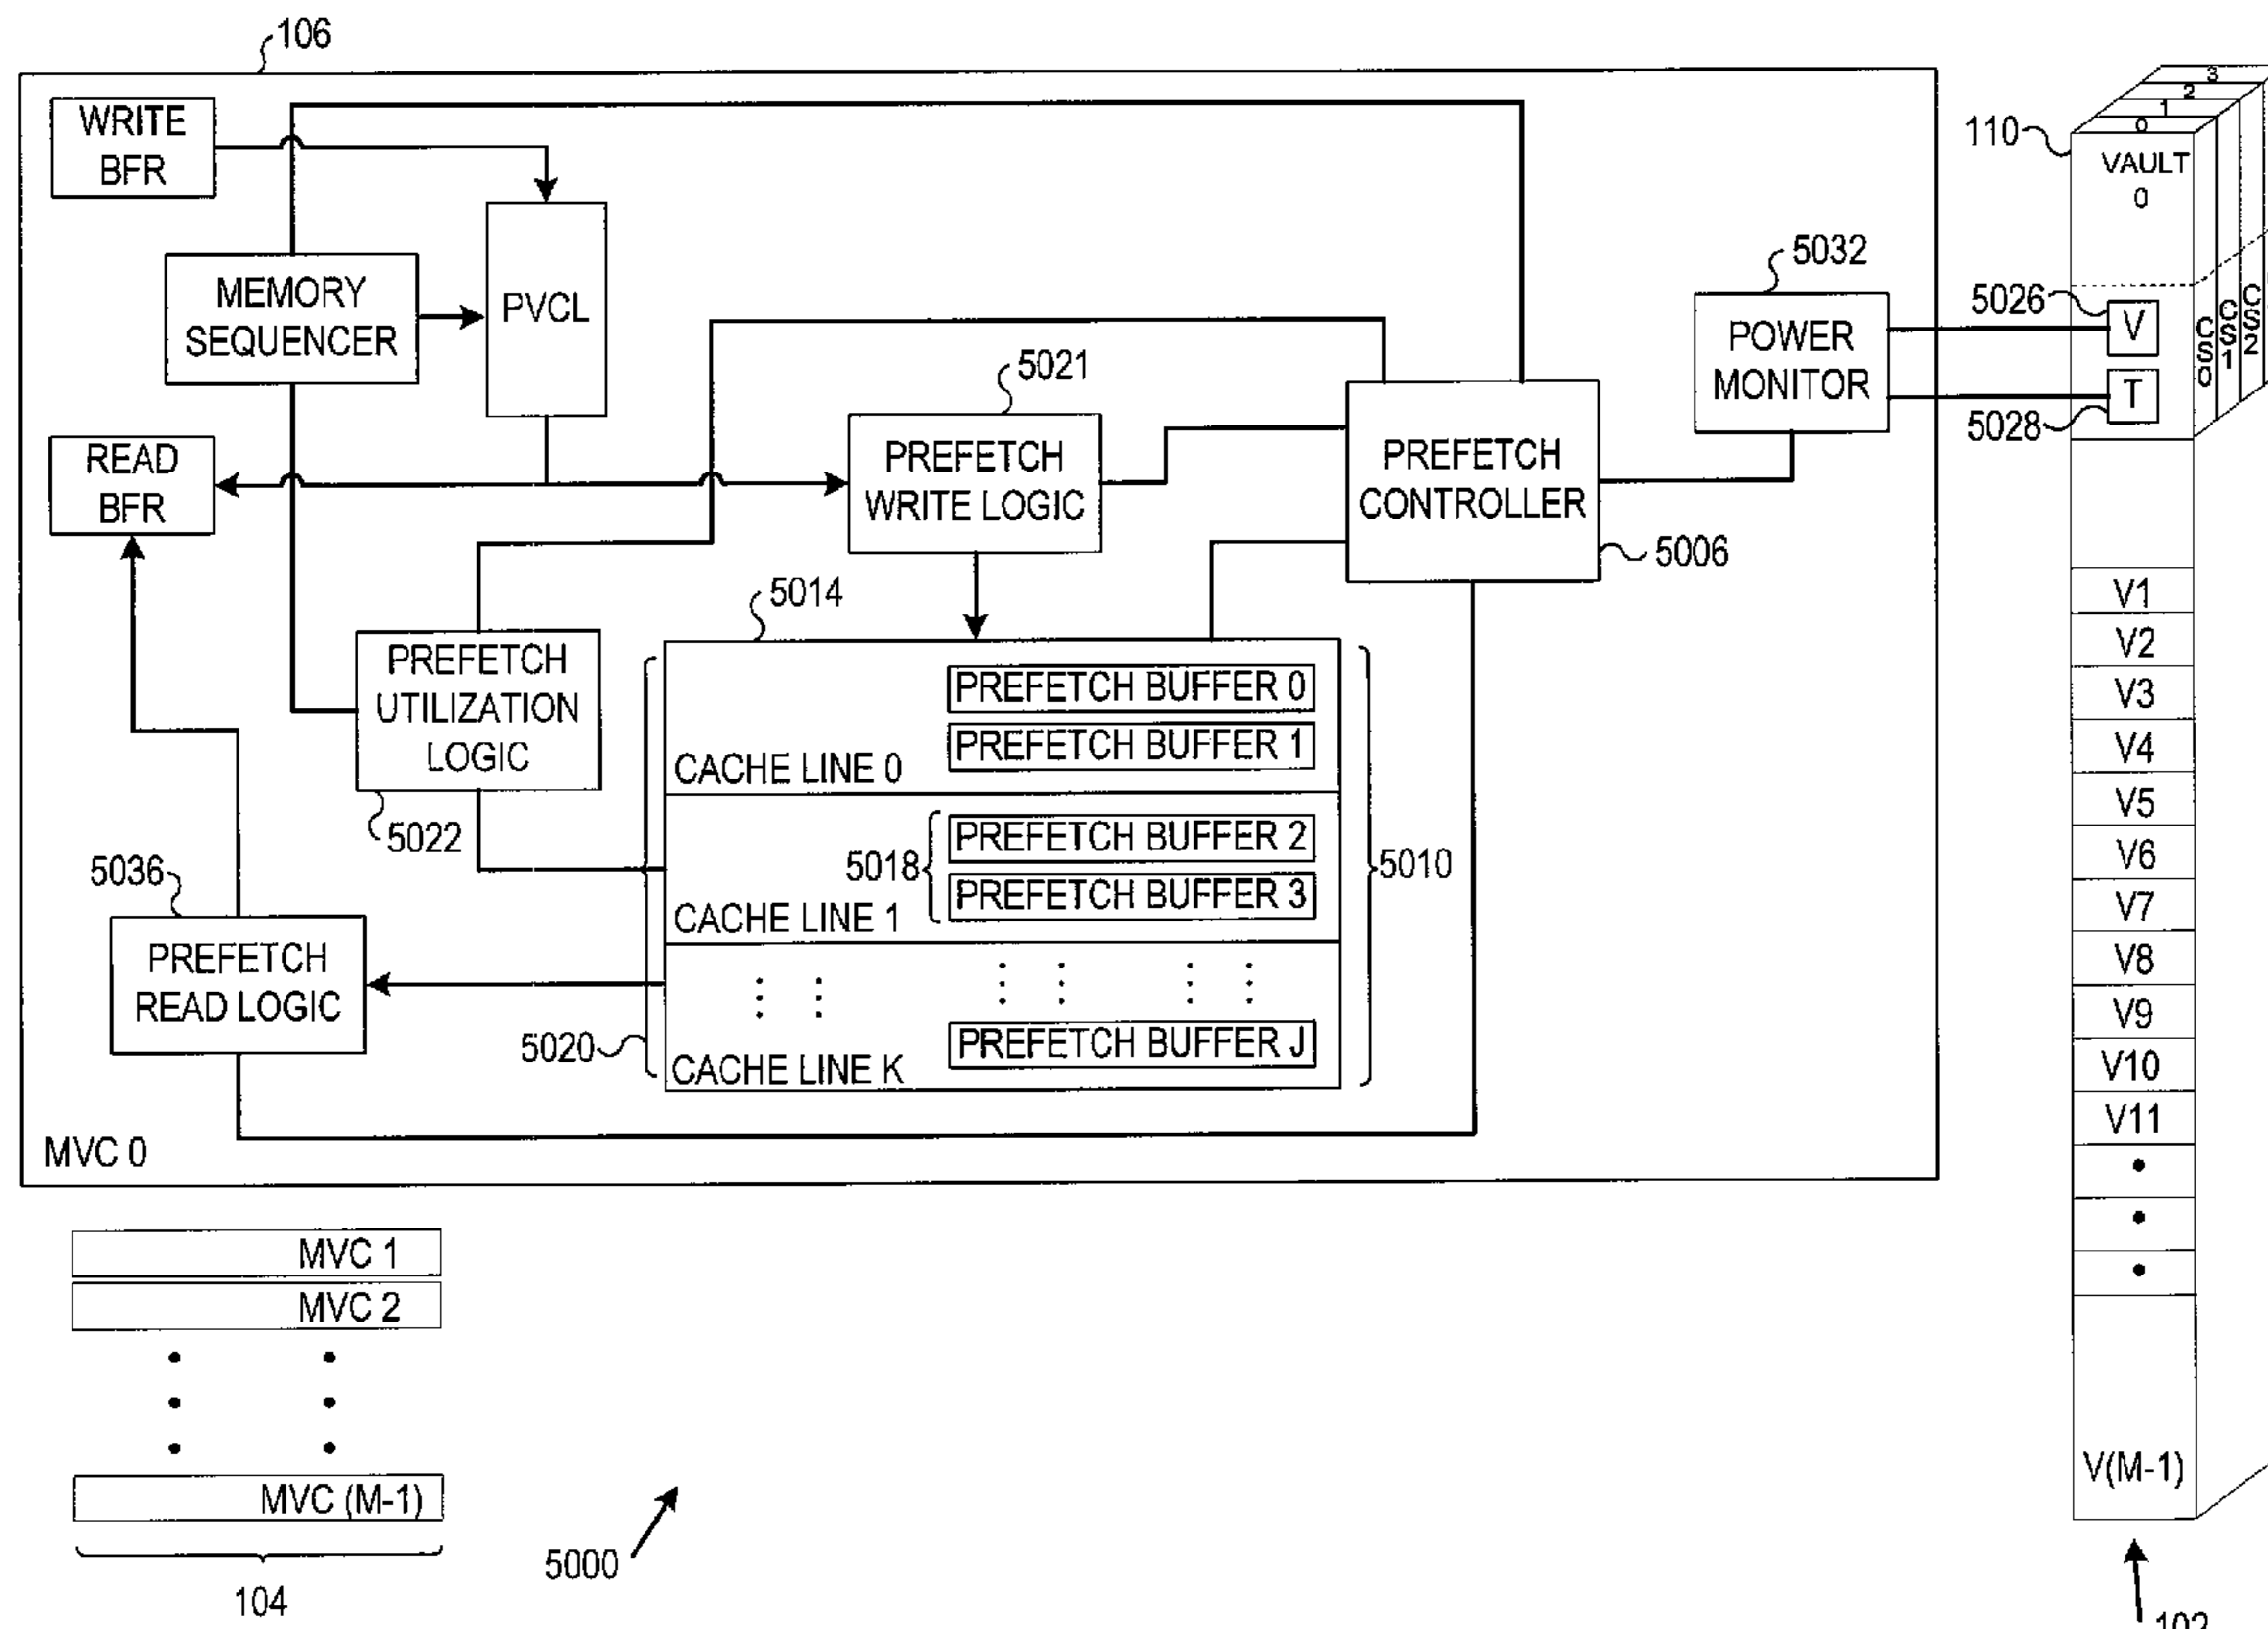 106
WRITE
BFR
MEMORY
SEQUENCER
PVCL
READ
BFR
5021
PREFETCH
WRITE LOGIC
PREFETCH
CONTROLLER
5006
5032
POWER
MONITOR
5014
PREFETCH
UTILIZATION
LOGIC
5022
PREFETCH BUFFER 0
PREFETCH BUFFER 1
CACHE LINE 0
5018
PREFETCH BUFFER 2
PREFETCH BUFFER 3
CACHE LINE 1
5010
5036
PREFETCH
READ LOGIC
5020
PREFETCH BUFFER J
CACHE LINE K
MVC 0
MVC 1
MVC 2
MVC (M-1)
104
5000
3
2
1
0
110
VAULT
0
5026
V
5028
T
CS0
CS1
CS2
V1
V2
V3
V4
V5
V6
V7
V8
V9
V10
V11
V(M-1)
102